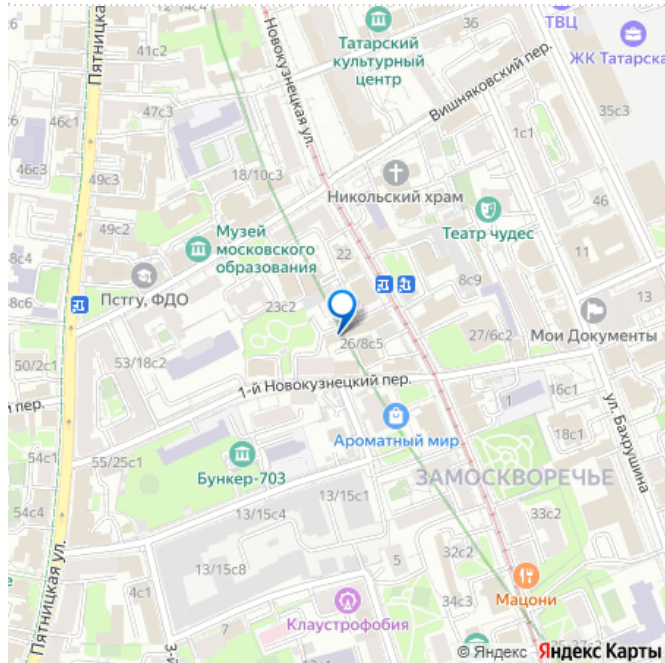 Пятницка
41с2
46с1
47с3
46с3
49с3
49с2
8с4
8с6
50/2с1
пер.
54с1
54с4
Пятницкая ул.
Новокузнецкая ул.
Татарский
культурный
центр
36
ТВЦ
ЖК Татарска
35с3
Вишняковский пер.
1с1
18/10с3
Никольский храм
46
Музей
московского
образования
22
Театр чудес
11
Пстгу, ФДО
8с9
13
23с2
26/8с5
27/6с2
Мои Документы
53/18с2
1-й Новокузнецкий пер.
16с1
1
ул. Бахрушина
Ароматный мир
18с1
55/25с1
Бункер-703
ЗАМОСКВОРЕЧЬЕ
13/15с4
33с2
32с2
5
13/15с8
Мацони
4с1
34с3
Клаустрофобия
7
3-й
© Яндекс Яндекс Карты